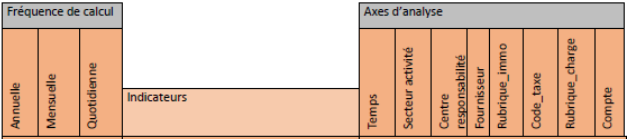 Fréquence de calcul
Axes d'analyse
Annuelle
Mensuelle
Quotidienne
Indicateurs
Temps
Secteur activité
Centre
responsabilité
Fournisseur
Rubrique_immo
Code_taxe
Rubrique_charge
Compte